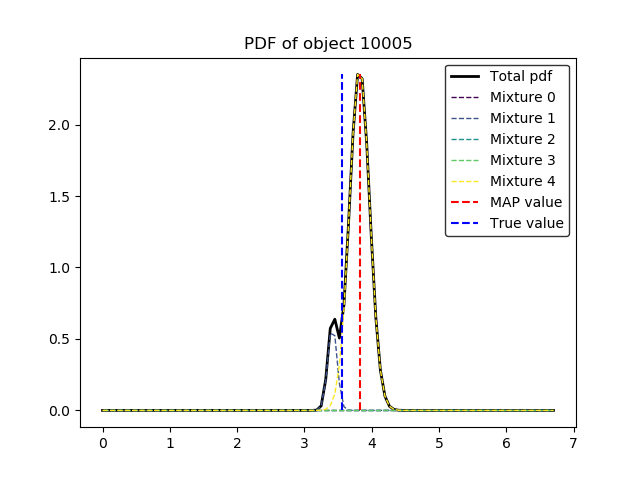 PDF of object 10005
Total pdf
Mixture 0
Mixture 1
Mixture 2
Mixture 3
Mixture 4
MAP value
True value
2.0
1.5
1.0
0.5
0.0
0 1 2 3 4 5 6 7